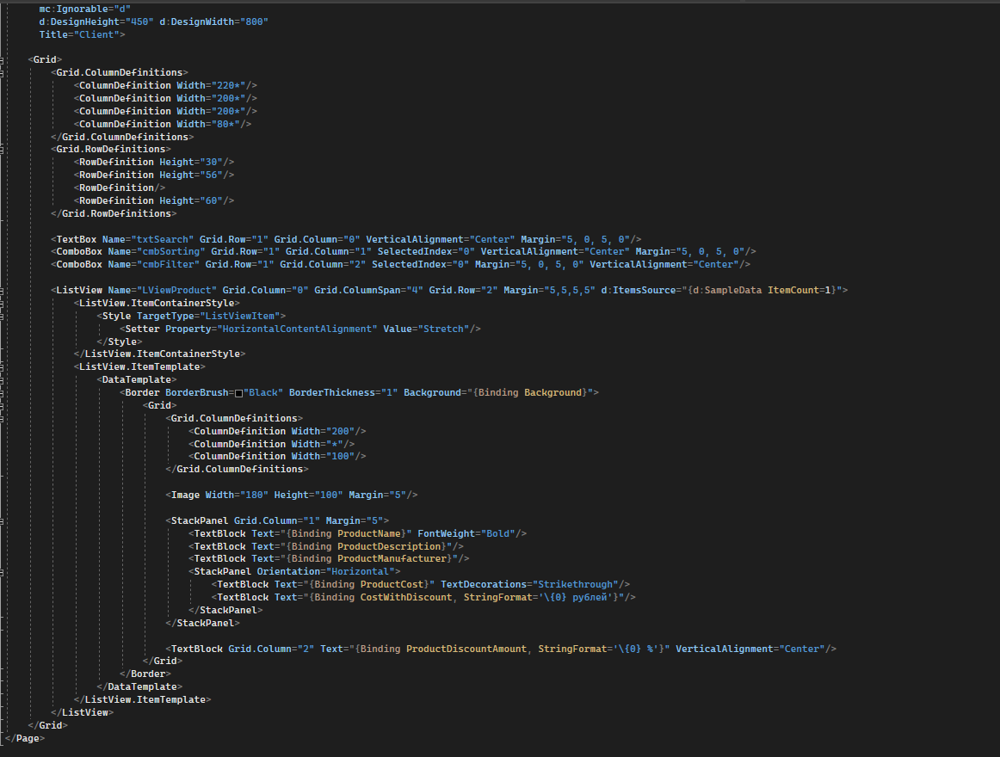 mc:Ignorable="d"
d:DesignHeight="450" d:DesignWidth="800"
Title="Client">
<Grid>
<Grid.ColumnDefinitions>
<ColumnDefinition Width="220*"/>
<ColumnDefinition Width="200*"/>
<ColumnDefinition Width="200*"/>
<ColumnDefinition Width="80*"/>
</Grid.ColumnDefinitions>
<Grid.RowDefinitions>
<RowDefinition Height="30"/>
<RowDefinition Height="56"/>
<RowDefinition/>
<RowDefinition Height="60"/>
</Grid.RowDefinitions>
<TextBox Name="txtSearch" Grid.Row="1" Grid.Column="0" VerticalAlignment="Center" Margin="5, 0, 5, 0"/>
<ComboBox Name="cmbSorting" Grid.Row="1" Grid.Column="1" SelectedIndex="0" VerticalAlignment="Center" Margin="5, 0, 5, 0"/>
<ComboBox Name="cmbFilter" Grid.Row="1" Grid.Column="2" SelectedIndex="0" Margin="5, 0, 5, 0" VerticalAlignment="Center"/>
<ListView Name="LViewProduct" Grid.Column="0" Grid.ColumnSpan="4" Grid.Row="2" Margin="5,5,5,5" d:ItemsSource="{d:SampleData ItemCount=1}">
<ListView.ItemContainerStyle>
<Style TargetType="ListViewItem">
<Setter Property="HorizontalContentAlignment" Value="Stretch"/>
</Style>
</ListView.ItemContainerStyle>
<ListView.ItemTemplate>
<DataTemplate>
<Border BorderBrush="Black" BorderThickness="1" Background="{Binding Background}">
<Grid>
<Grid.ColumnDefinitions>
<ColumnDefinition Width="200"/>
<ColumnDefinition Width="*"/>
<ColumnDefinition Width="100"/>
</Grid.ColumnDefinitions>
<Image Width="180" Height="100" Margin="5"/>
<StackPanel Grid.Column="1" Margin="5">
<TextBlock Text="{Binding ProductName}" FontWeight="Bold"/>
<TextBlock Text="{Binding ProductDescription}"/>
<TextBlock Text="{Binding ProductManufacturer}"/>
<StackPanel Orientation="Horizontal">
<TextBlock Text="{Binding ProductCost}" TextDecorations="Strikethrough"/>
<TextBlock Text="{Binding CostWithDiscount, StringFormat='\{0} рублей'}"/>
</StackPanel>
</StackPanel>
<TextBlock Grid.Column="2" Text="{Binding ProductDiscountAmount, StringFormat='\{0} %'}" VerticalAlignment="Center"/>
</Grid>
</Border>
</DataTemplate>
</ListView.ItemTemplate>
</ListView>
</Grid>
</Page>